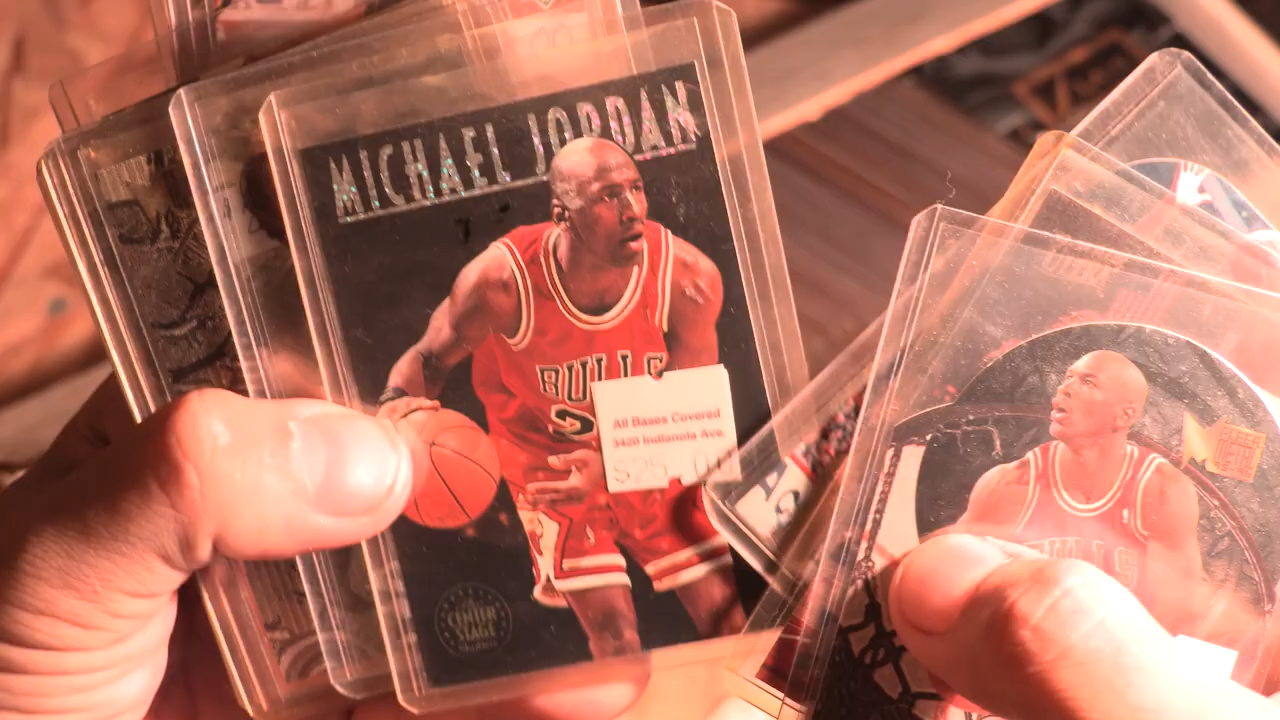 MICHAEL JORDAN
BULLS
All Bases Covered
3420 Indianola Ave.
$25.00
CENTER
STAGE
BULLS